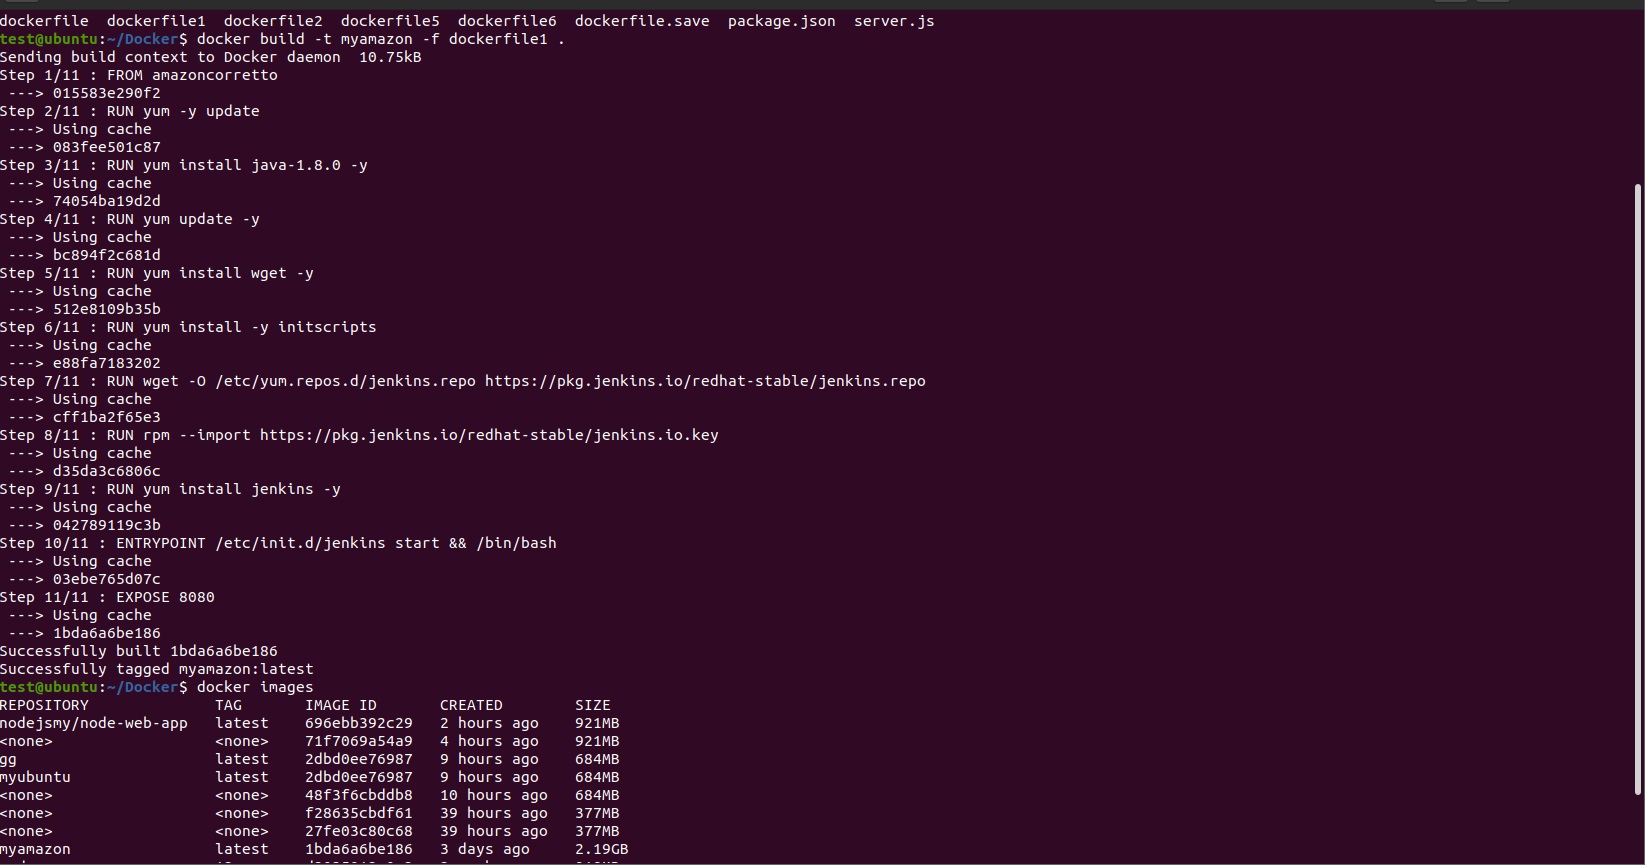 dockerfile  dockerfile1  dockerfile2  dockerfile5  dockerfile6  dockerfile.save  package.json  server.js
test@ubuntu:~/Docker$ docker build -t myamazon -f dockerfile1 .
Sending build context to Docker daemon  10.75kB
Step 1/11 : FROM amazoncorretto
 ---> 015583e290f2
Step 2/11 : RUN yum -y update
 ---> Using cache
 ---> 083fee501c87
Step 3/11 : RUN yum install java-1.8.0 -y
 ---> Using cache
 ---> 74054ba19d2d
Step 4/11 : RUN yum update -y
 ---> Using cache
 ---> bc894f2c681d
Step 5/11 : RUN yum install wget -y
 ---> Using cache
 ---> 512e8109b35b
Step 6/11 : RUN yum install -y initscripts
 ---> Using cache
 ---> e88fa7183202
Step 7/11 : RUN wget -O /etc/yum.repos.d/jenkins.repo https://pkg.jenkins.io/redhat-stable/jenkins.repo
 ---> Using cache
 ---> cff1ba2f65e3
Step 8/11 : RUN rpm --import https://pkg.jenkins.io/redhat-stable/jenkins.io.key
 ---> Using cache
 ---> d35da3c6806c
Step 9/11 : RUN yum install jenkins -y
 ---> Using cache
 ---> 042789119c3b
Step 10/11 : ENTRYPOINT /etc/init.d/jenkins start && /bin/bash
 ---> Using cache
 ---> 03ebe765d07c
Step 11/11 : EXPOSE 8080
 ---> Using cache
 ---> 1bda6a6be186
Successfully built 1bda6a6be186
Successfully tagged myamazon:latest
test@ubuntu:~/Docker$ docker images
REPOSITORY              TAG       IMAGE ID       CREATED        SIZE
nodejsmy/node-web-app   latest    696ebb392c29   2 hours ago    921MB
<none>                  <none>    71f7069a54a9   4 hours ago    921MB
gg                      latest    2dbd0ee76987   9 hours ago    684MB
myubuntu                latest    2dbd0ee76987   9 hours ago    684MB
<none>                  <none>    48f3f6cbddb8   10 hours ago   684MB
<none>                  <none>    f28635cbdf61   39 hours ago   377MB
<none>                  <none>    27fe03c80c68   39 hours ago   377MB
myamazon                latest    1bda6a6be186   3 days ago     2.19GB